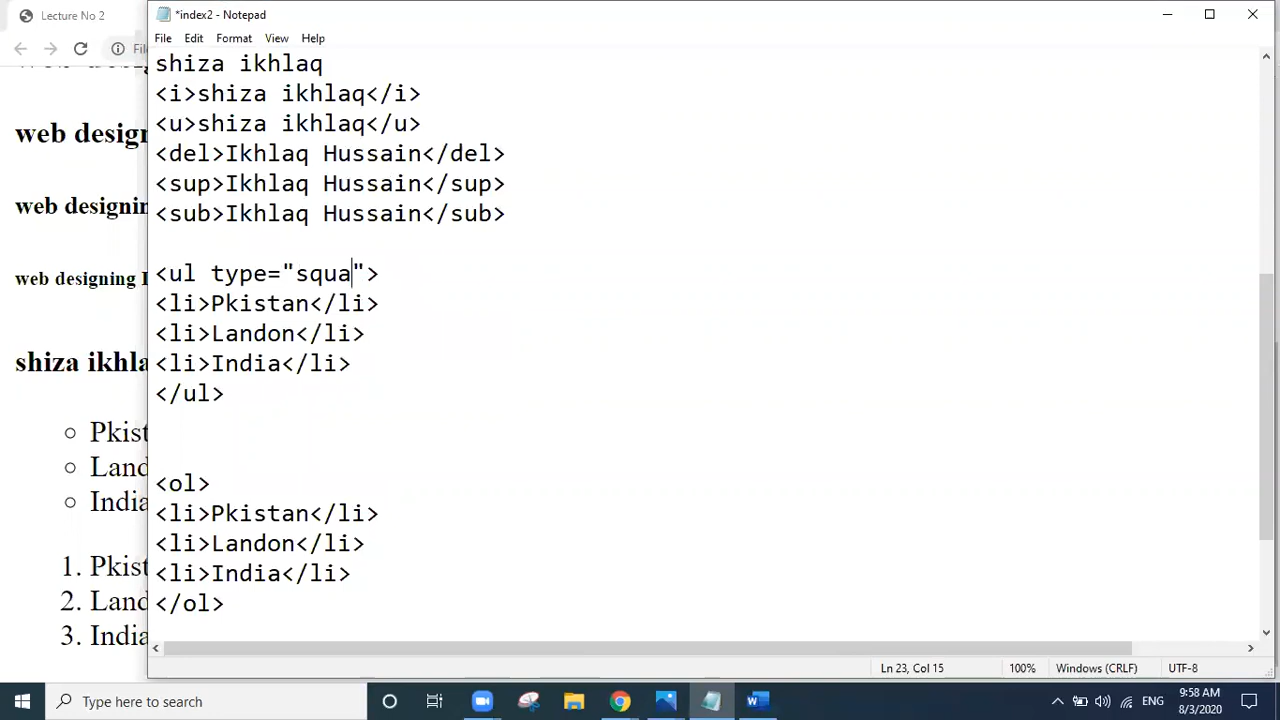 Lecture No 2
*index2 - Notepad
File Edit Format View Help
shiza ikhlaq
<i>shiza ikhlaq</i>
<u>shiza ikhlaq</u>
<del>Ikhlaq Hussain</del>
<sup>Ikhlaq Hussain</sup>
<sub>Ikhlaq Hussain</sub>
<ul type="squa">
<li>Pkistan</li>
<li>Landon</li>
<li>India</li>
</ul>
<ol>
<li>Pkistan</li>
<li>Landon</li>
<li>India</li>
</ol>
web design
web designin
web designing
shiza ikhla
Pkist
Land
India
1. Pkist
2. Land
3. India
Ln 23, Col 15 100% Windows (CRLF) UTF-8
Type here to search
ENG
9:58 AM
8/3/2020